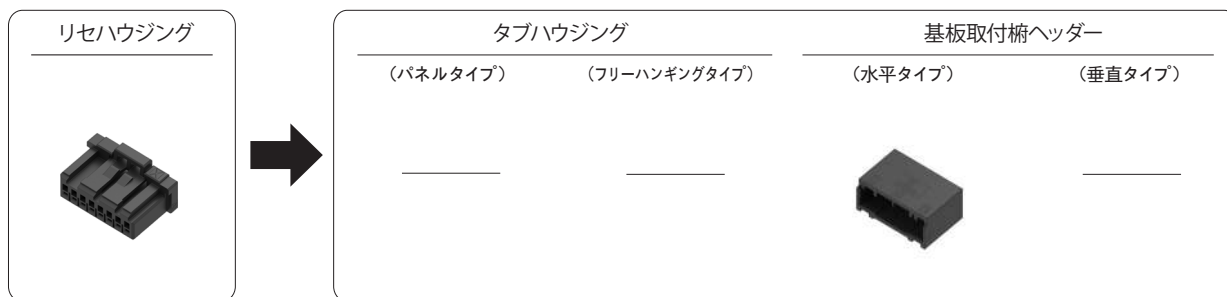 リセハウジング
タブハウジング
基板取付用ヘッダー
(パネルタイプ)
(フリーハンギングタイプ)
(水平タイプ)
(垂直タイプ)